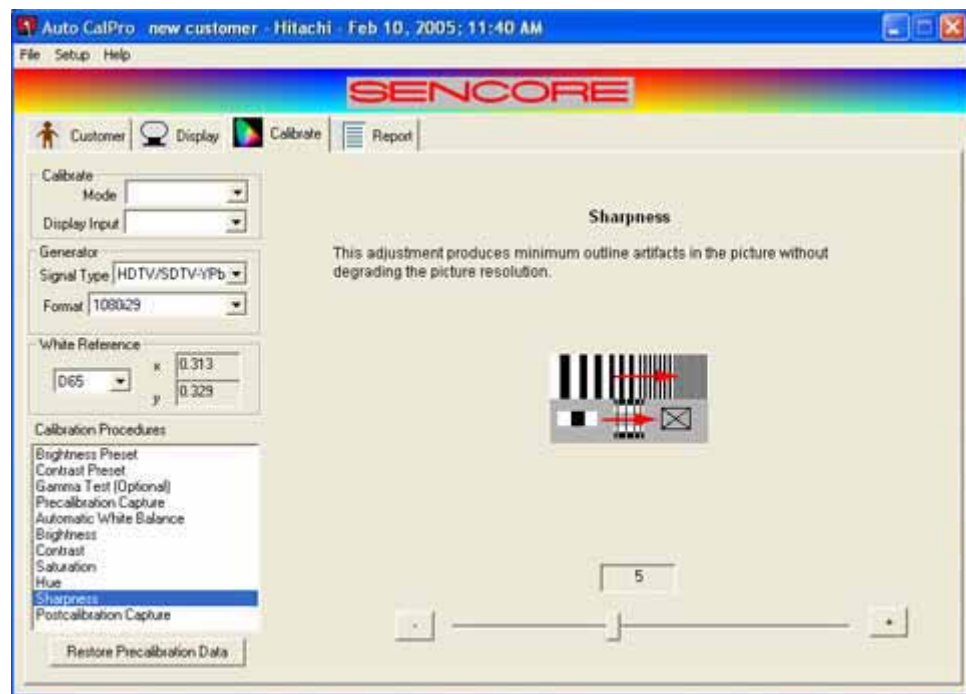 Auto CalPro new customer - Hitachi - Feb 10, 2005; 11:40 AM
File Setup Help
SENCORE
Customer Display Calibrate Report
Calibrate
Mode
Display Input
Generator
Signal Type HDTV/SDTV-YPb
Format 1080i29
White Reference
D65
x 0.313
y 0.329
Calibration Procedures
Brightness Preset
Contrast Preset
Gamma Test (Optional)
Precalibration Capture
Automatic White Balance
Brightness
Contrast
Saturation
Hue
Sharpness
Postcalibration Capture
Restore Precalibration Data
Sharpness
This adjustment produces minimum outline artifacts in the picture without
degrading the picture resolution.
5
- +